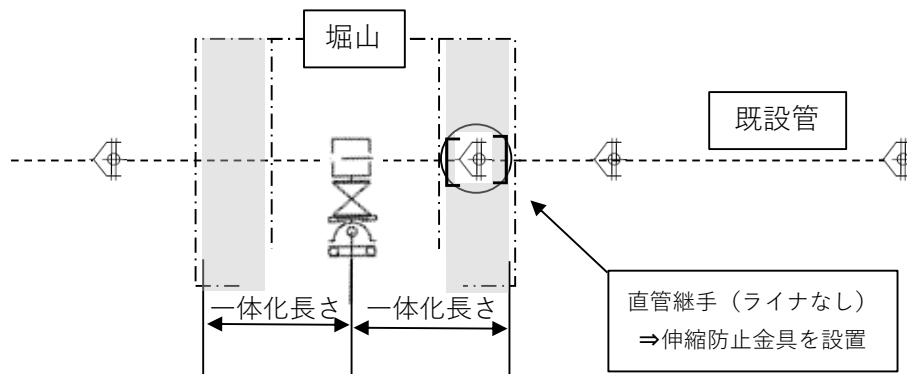 堀山
既設管
一体化長さ
一体化長さ
直管継手（ライナなし）
⇒伸縮防止金具を設置